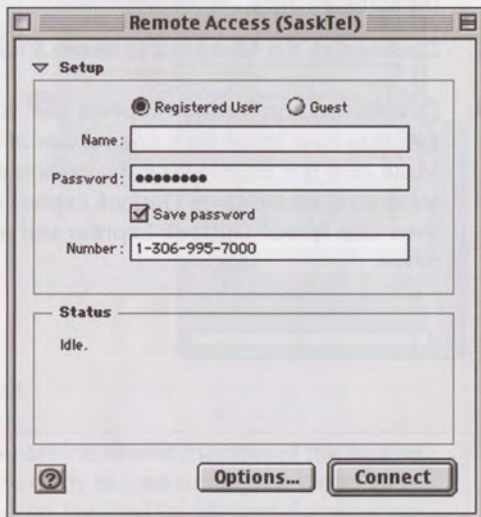 Remote Access (SaskTel)
Setup
Registered User Guest
Name:
Password: ●●●●●●●●
Save password
Number: 1-306-995-7000
Status
Idle.
? Options... Connect